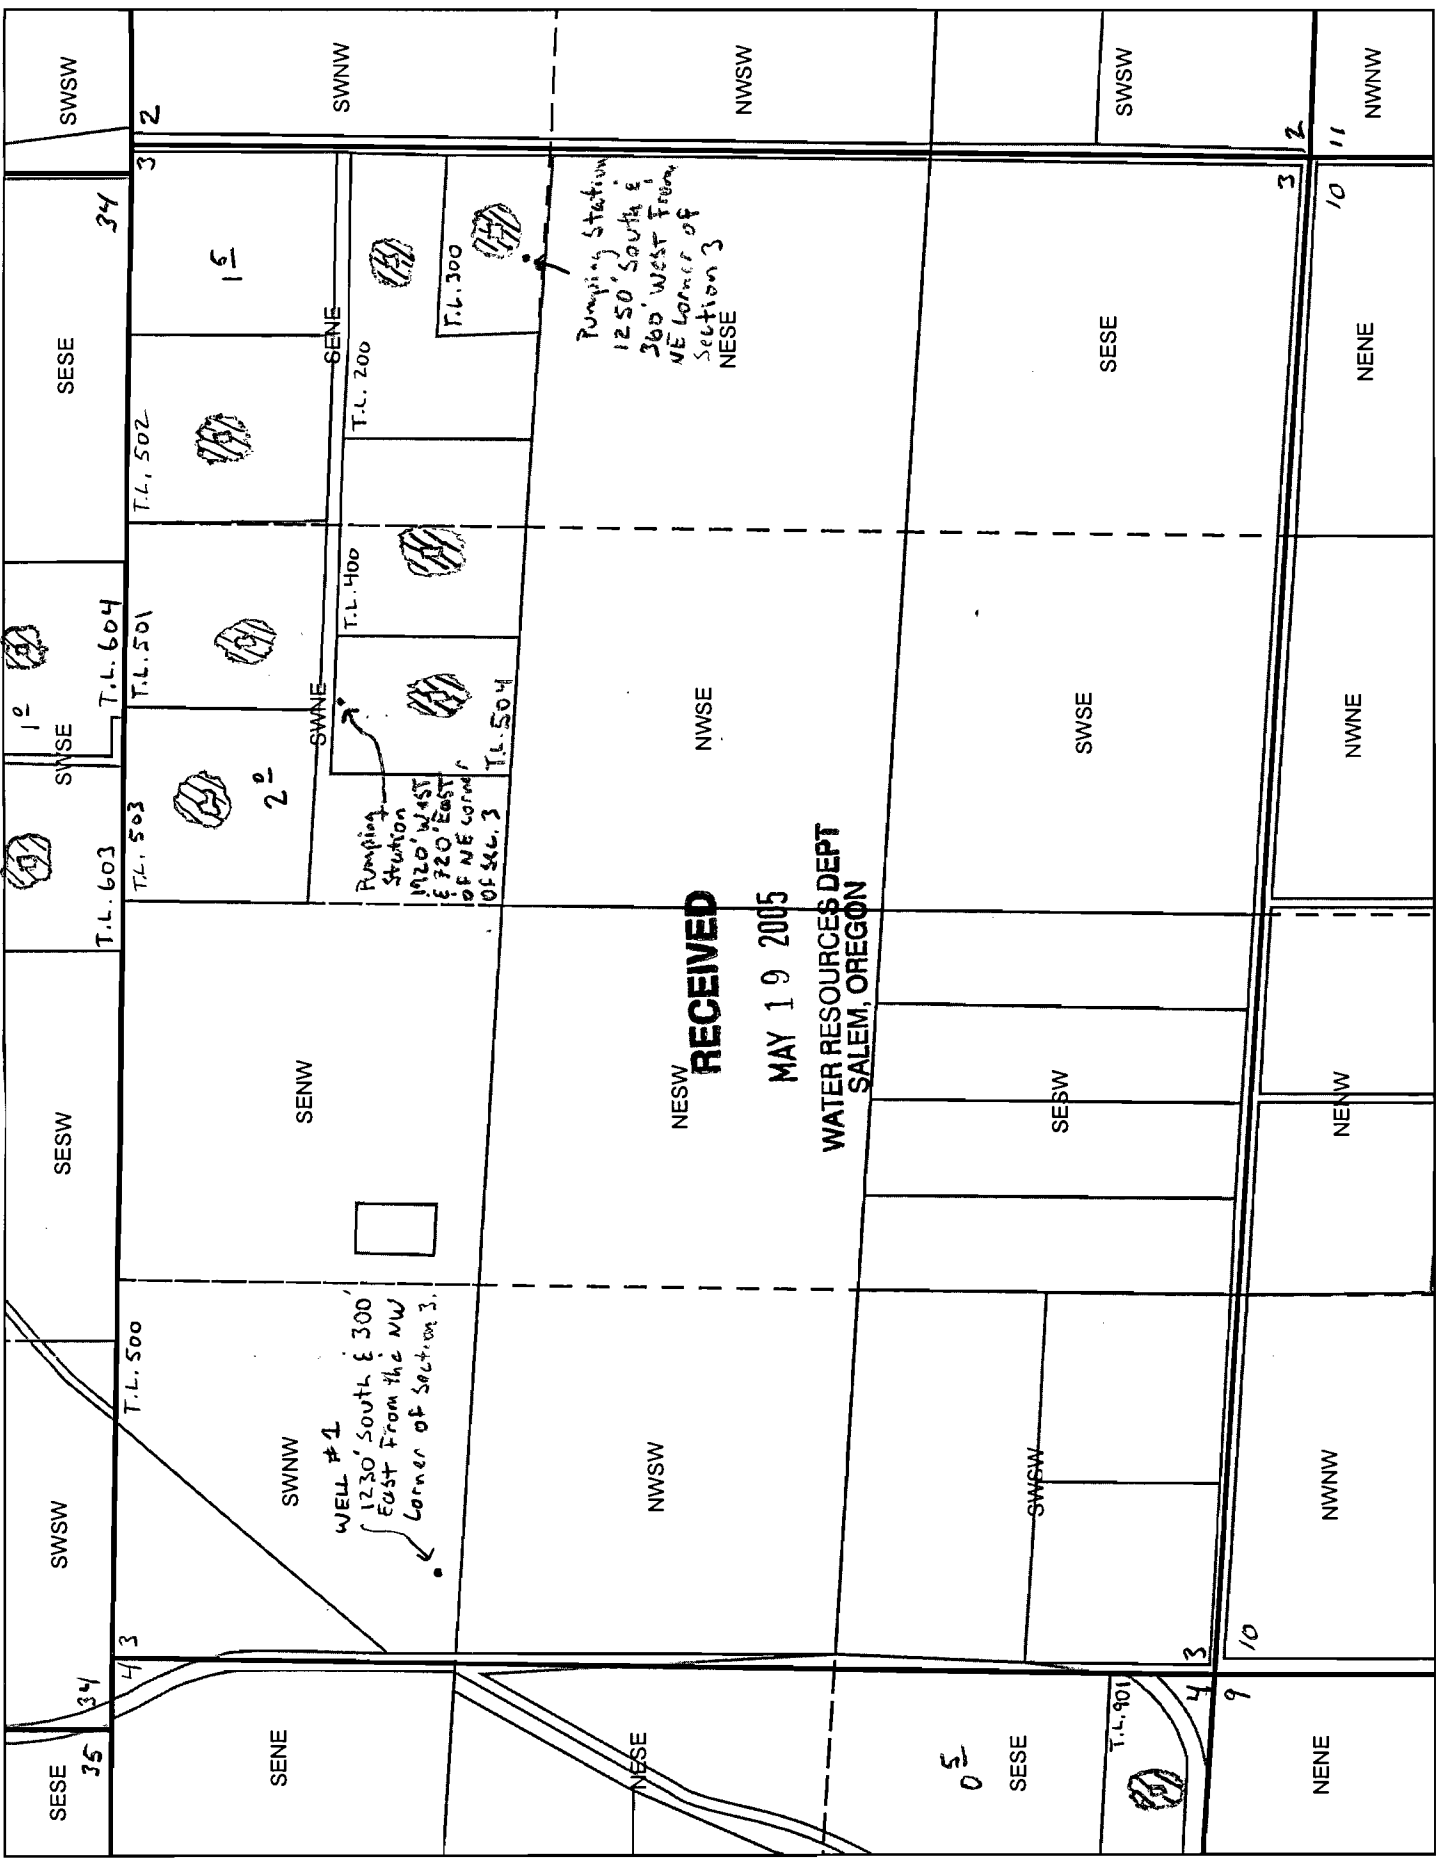 SESE
SWSW
SESW
SWSE
SESE
SWSW
35
34
34
T.L. 603
1 º
T.L. 604
4
3
T.L. 500
T.L. 503
T.L. 501
T.L. 502
3
2
SENE
SWNW
SENW
2 º
SWNE
SENE
1 5
SWNW
WELL #1
1230' South & 300'
East From the NW
Corner of Section 3.
Pumping
Station
1920' West
& 720' East
of NE Corner
of Sec. 3
T.L. 504
T.L. 400
T.L. 200
T.L. 300
Pumping Station
1250' South &
360' West From
NE Corner of
Section 3
NESE
NWSW
NESW
NWSE
NESE
NWSW
RECEIVED
MAY 19 2005
WATER RESOURCES DEPT
SALEM, OREGON
0 5
SESE
SWSW
SESW
SWSE
SESE
SWSW
T.L. 901
4
3
3
2
9
10
10
11
NENE
NWNW
NENW
NWNE
NENE
NWNW